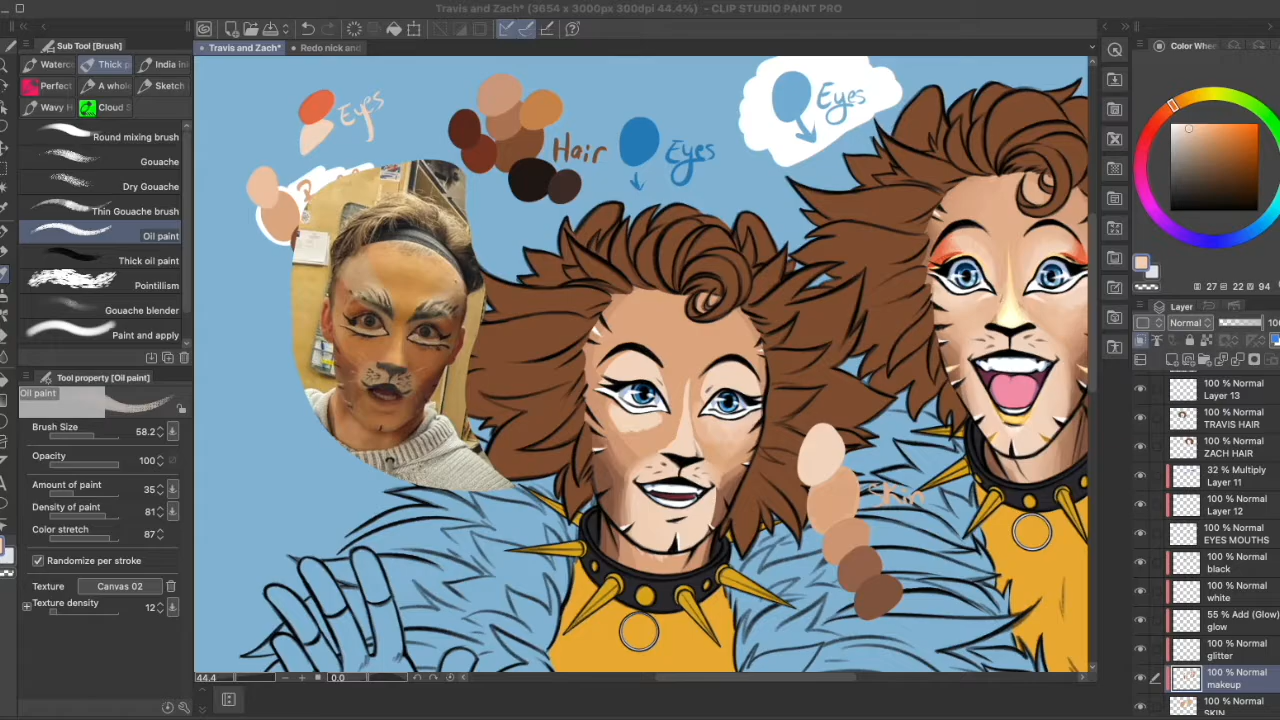 Travis and Zach* (3654 x 3000px 300dpi 44.4%) - CLIP STUDIO PAINT PRO
Sub Tool [Brush]
Travis and Zach*
Redo nick and
Color Whe
Thick p
India in
Perfect
A whole
Sketch
Wavy H
Cloud S
Round mixing brush
Gouache
Dry Gouache
Thin Gouache brush
Oil paint
Thick oil paint
Pointillism
Gouache blender
Paint and apply
Tool property [Oil paint]
Oil paint
Brush Size 58.2
Opacity 100
Amount of paint 35
Density of paint 81
Color stretch 87
Randomize per stroke
Texture Canvas 02
Texture density 12
Eyes
Hair
Eyes
Eyes
Skin
44.4
0.0
27 22 94
Layer
Normal
100
100 % Normal
Layer 13
100 % Normal
TRAVIS HAIR
100 % Normal
ZACH HAIR
32 % Multiply
Layer 11
100 % Normal
Layer 12
100 % Normal
EYES MOUTHS
100 % Normal
black
100 % Normal
white
55 % Add (Glow)
glow
100 % Normal
glitter
100 % Normal
makeup
100 % Normal
SKIN